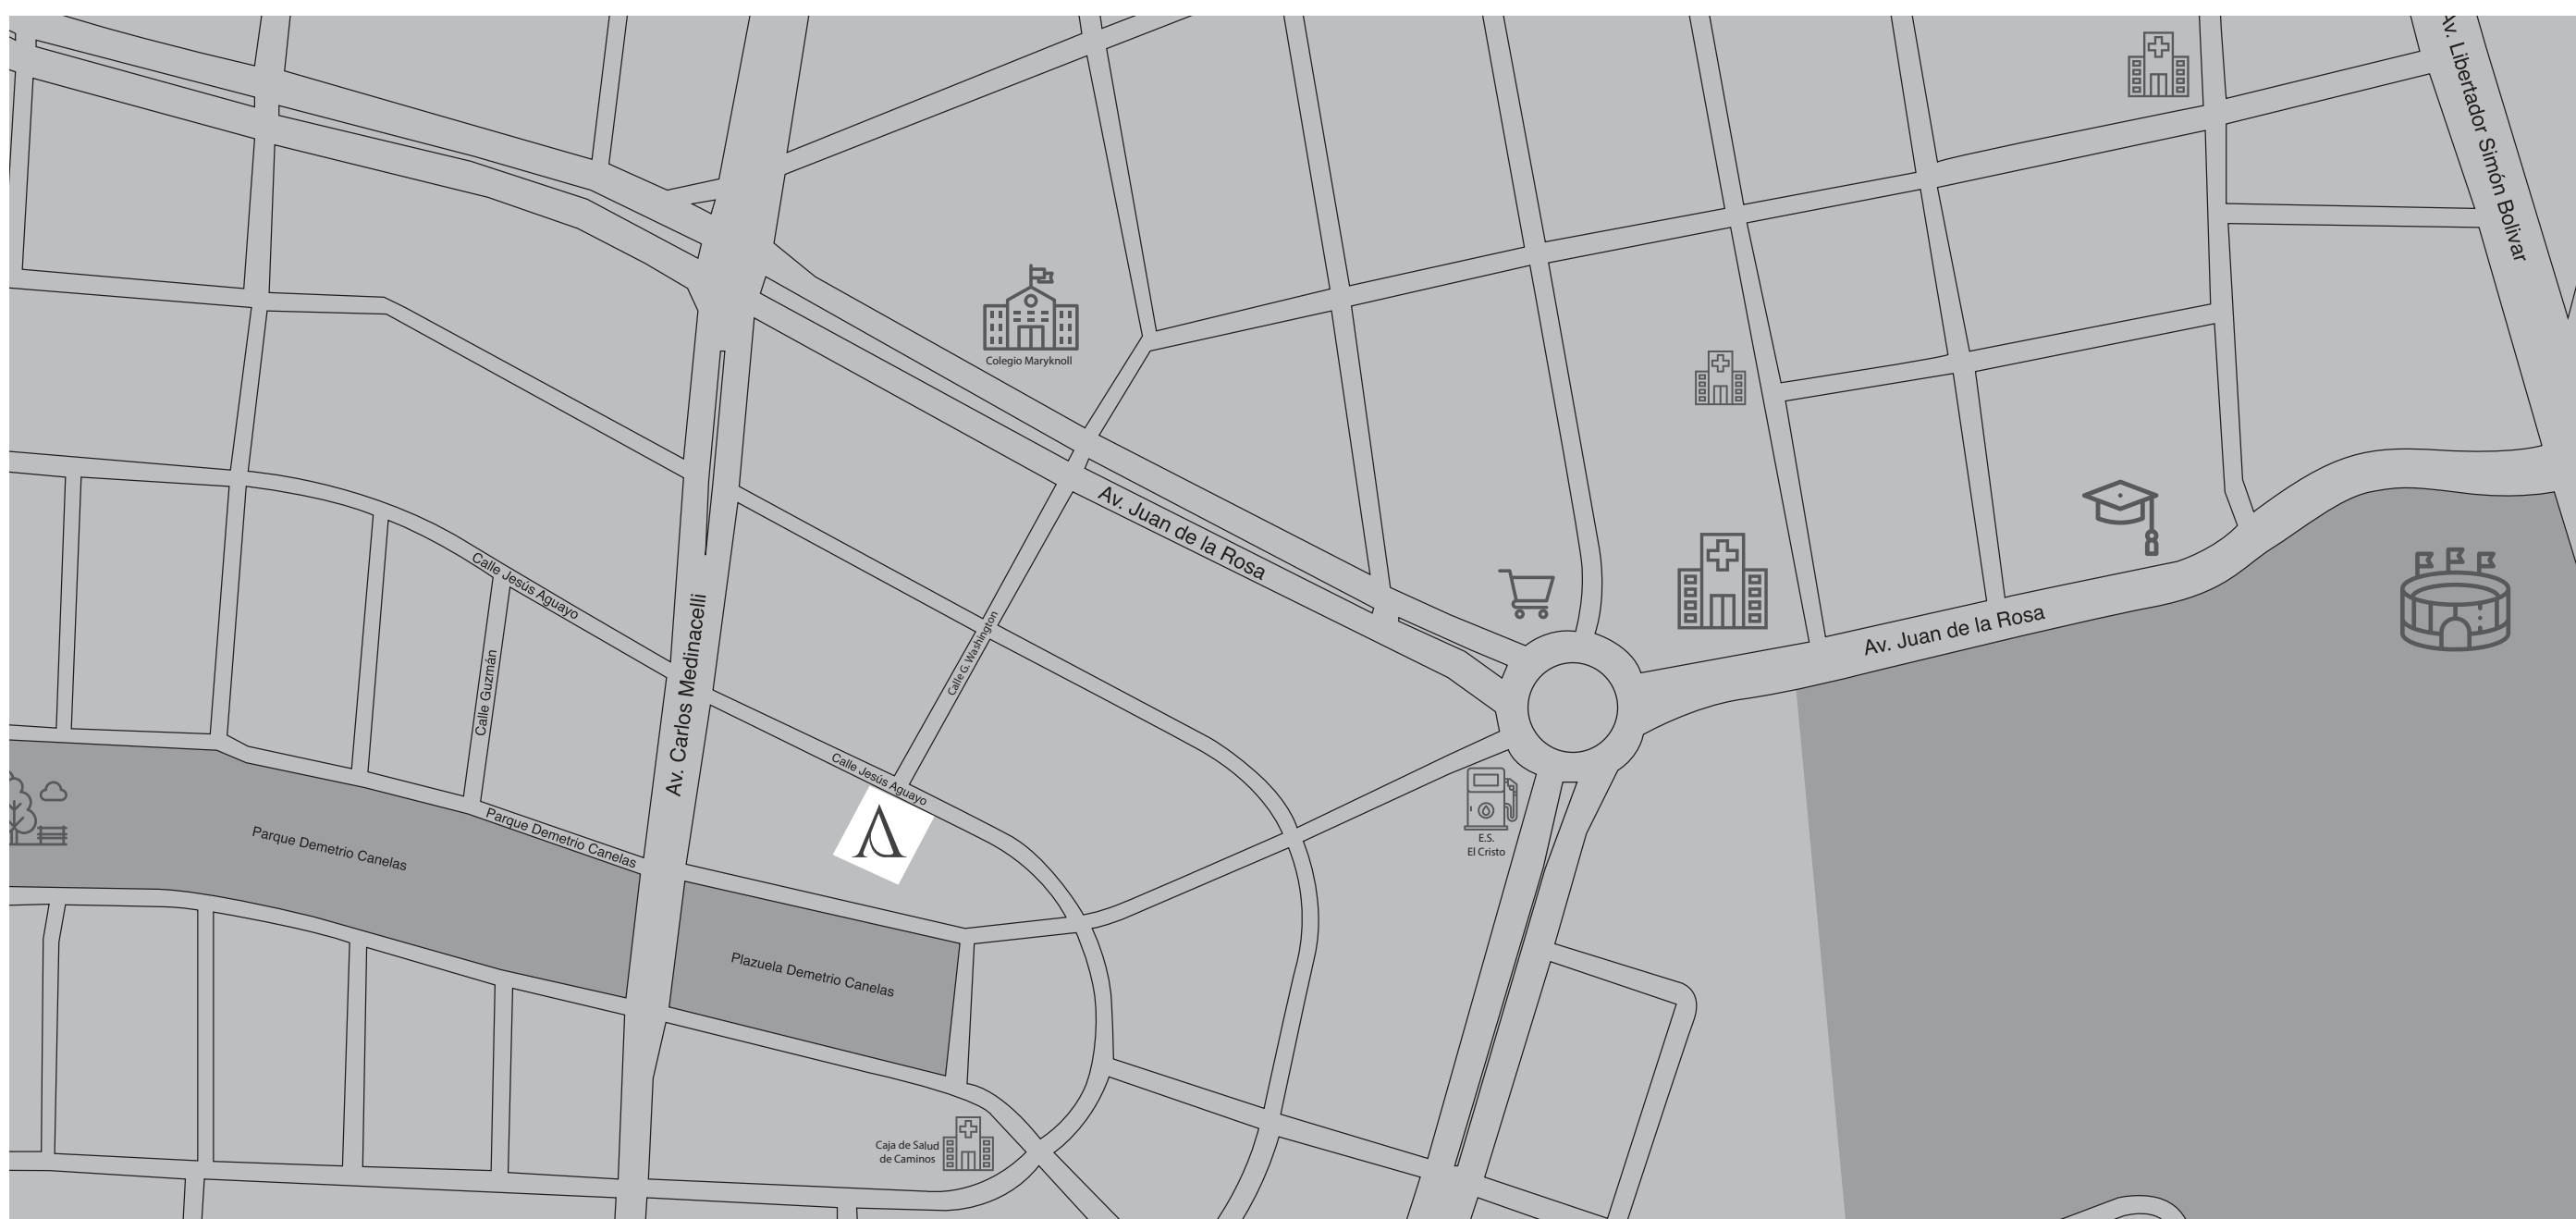 Av. Libertador Simón Bolivar
Colegio Maryknoll
Av. Juan de la Rosa
Calle Jesús Aguayo
Av. Juan de la Rosa
Calle G. Washington
Calle Guzmán
Av. Carlos Medinacelli
Calle Jesús Aguayo
Parque Demetrio Canelas
Parque Demetrio Canelas
E.S.
El Cristo
Plazuela Demetrio Canelas
Caja de Salud
de Caminos